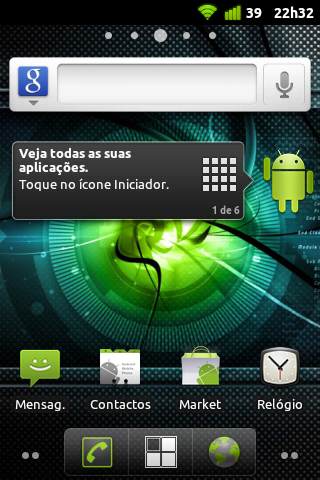 39 22h32
g
Veja todas as suas
aplicações.
Toque no ícone Iniciador.
1 de 6
Mensag. Contactos Market Relógio